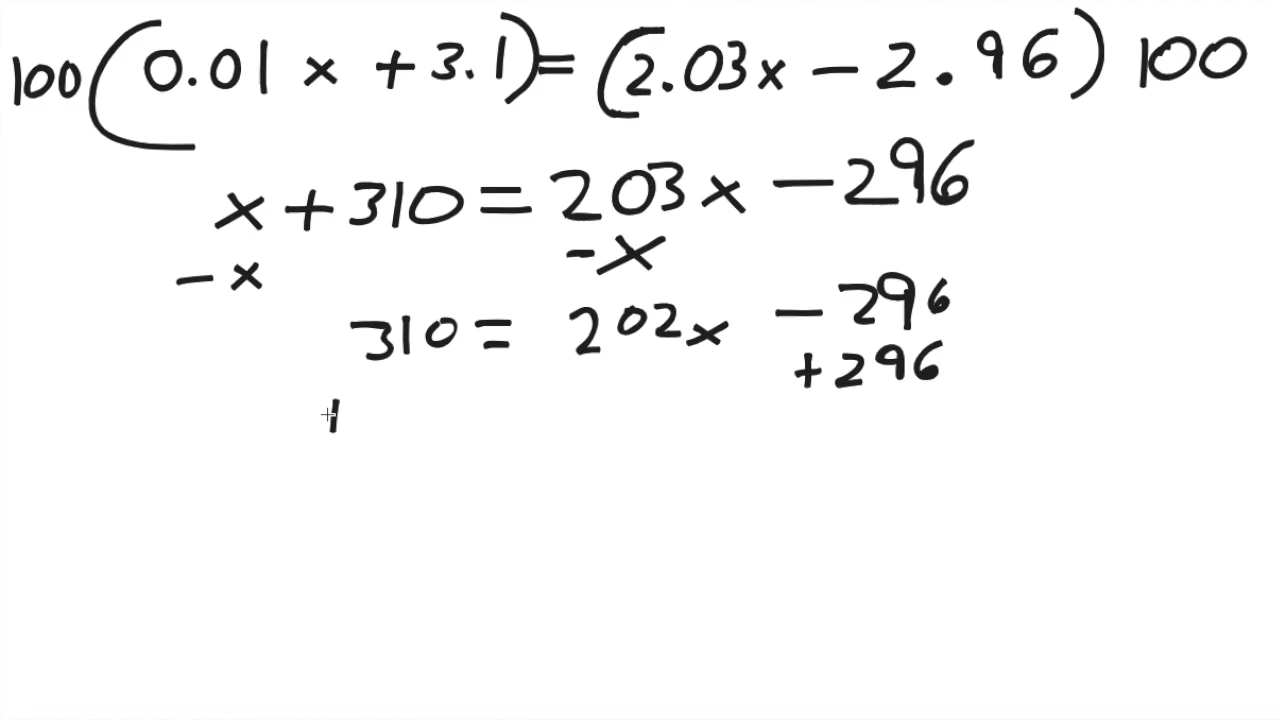 100(0.01x + 3.1) = (2.03x - 2.96)100
x + 310 = 203x - 296
-x -x
310 = 202x - 296
+296